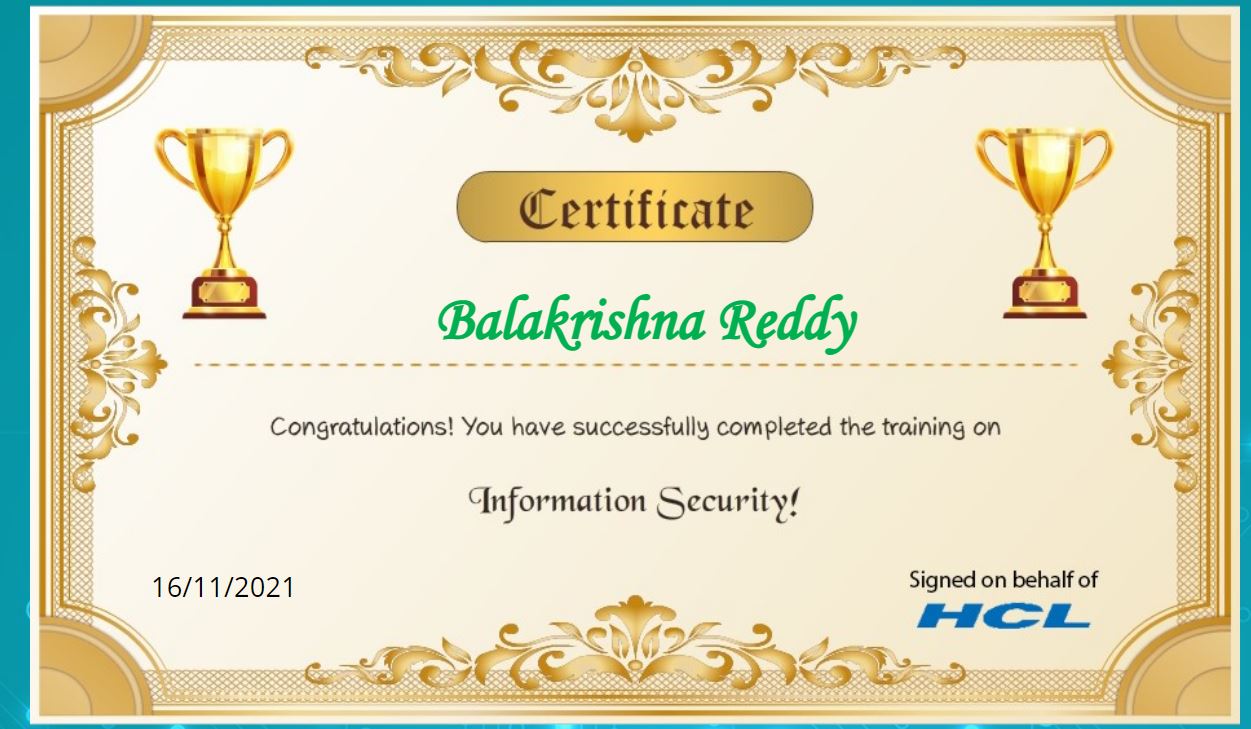 Certificate
Balakrishna Reddy
Congratulations! You have successfully completed the training on
Information Security!
16/11/2021
Signed on behalf of
HCL